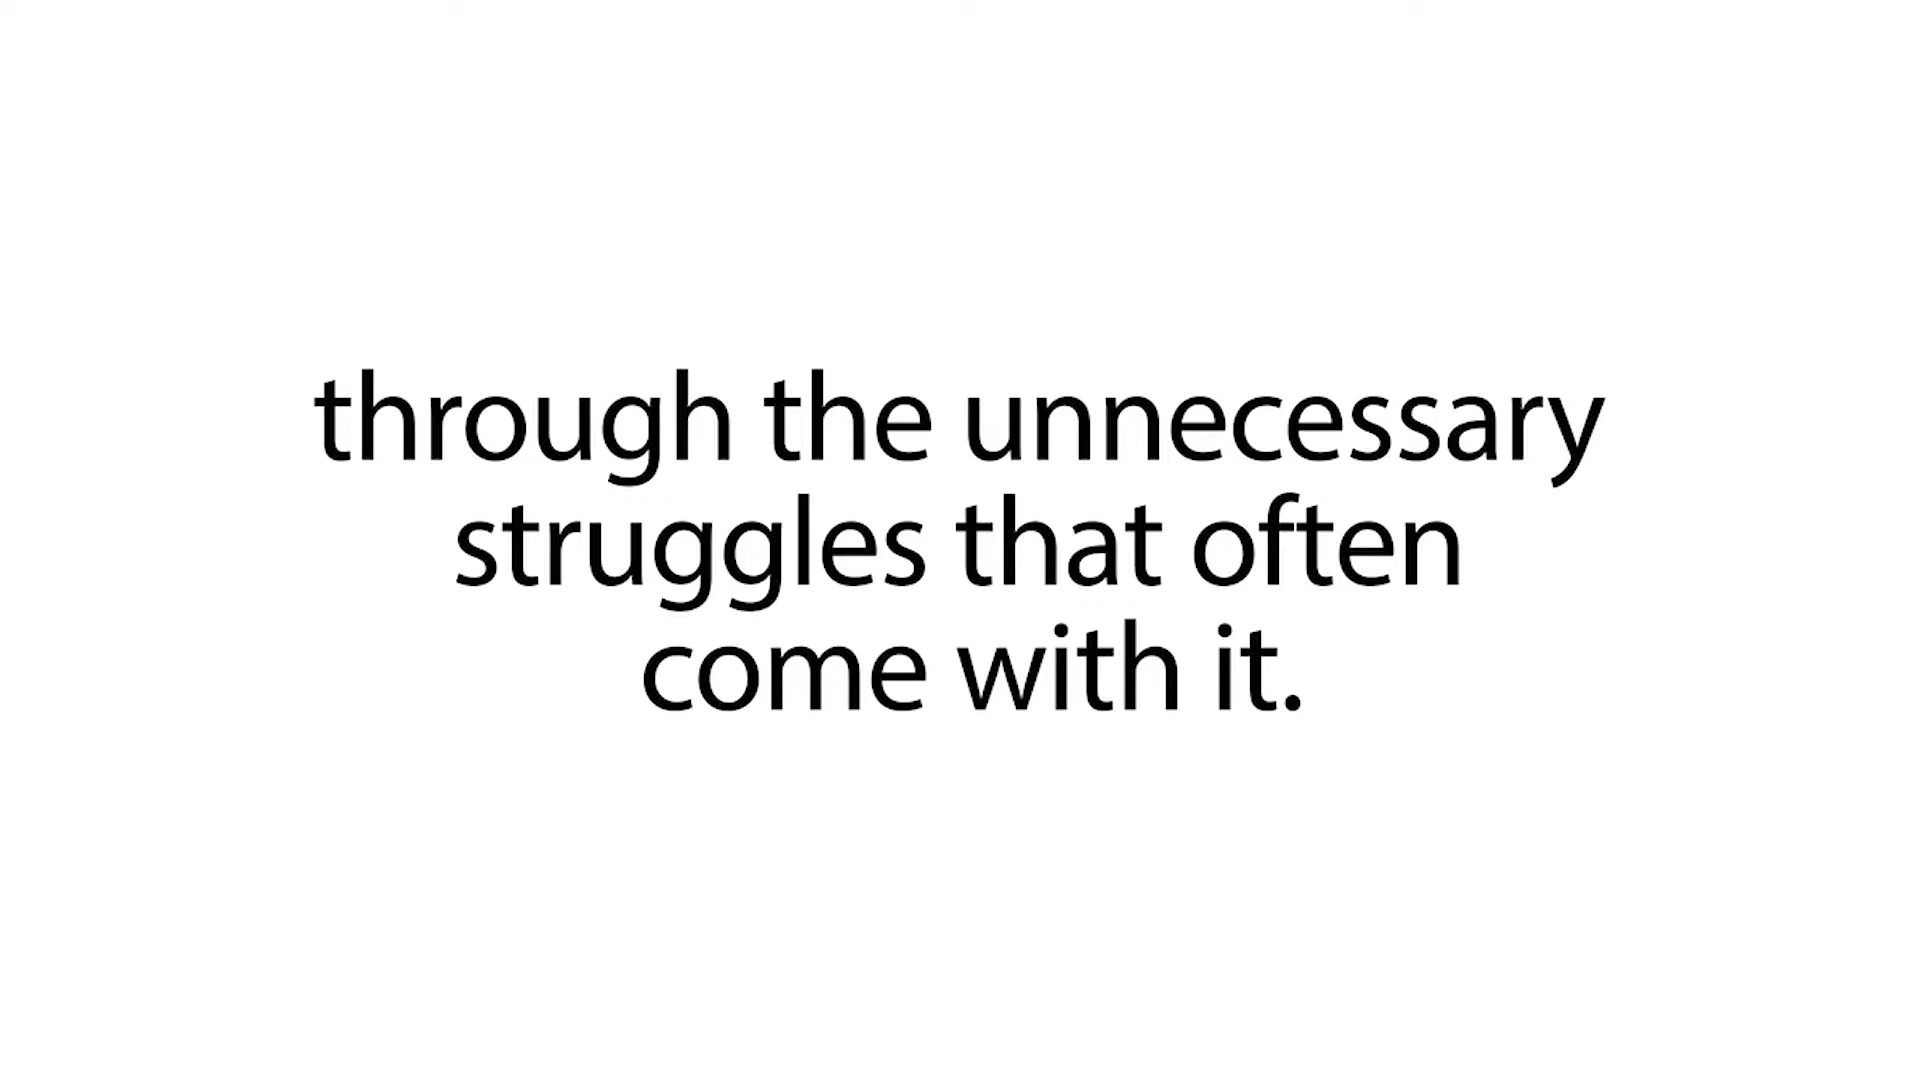 through the unnecessary
struggles that often
come with it.